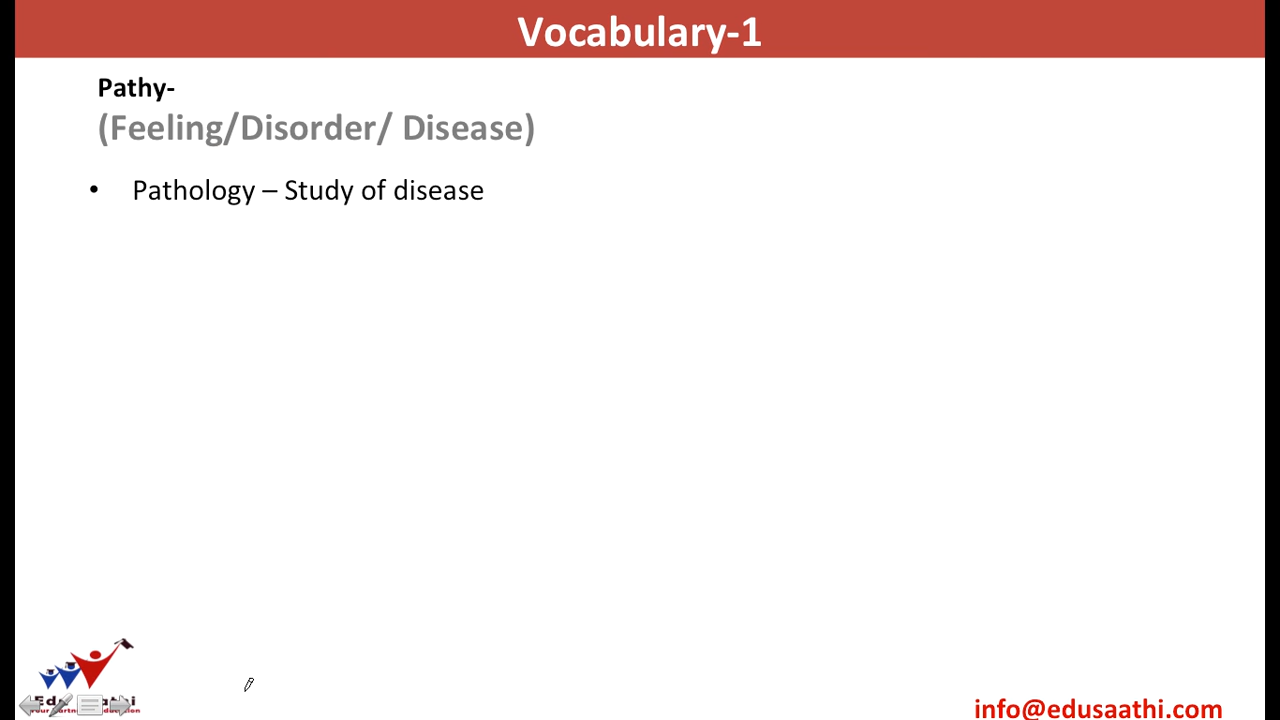 Vocabulary-1
Pathy-
(Feeling/Disorder/ Disease)
• Pathology – Study of disease
info@edusaathi.com